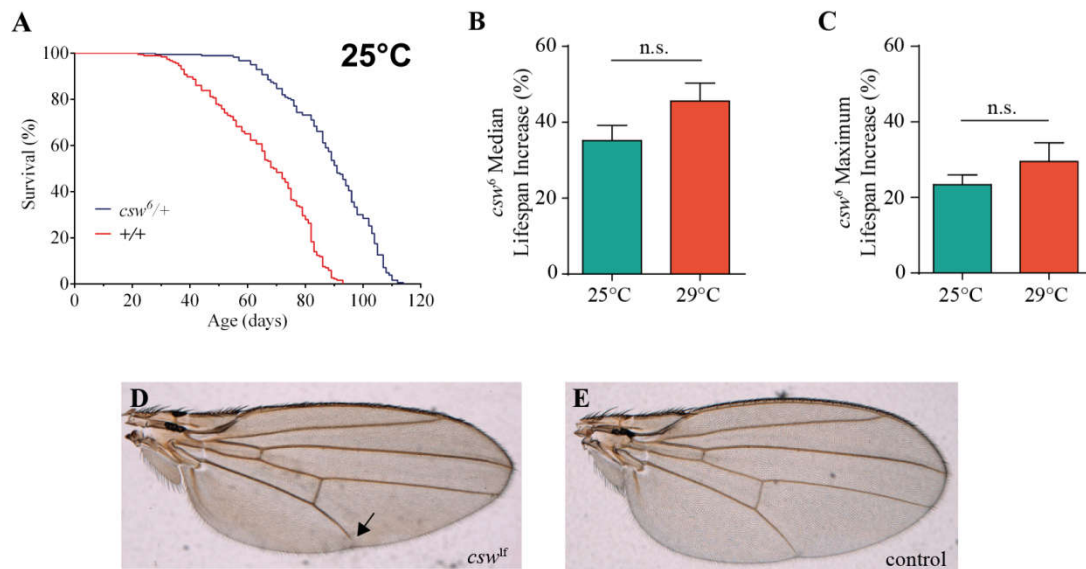 A
25°C
100
80
60
40
20
0
Survival (%)
csw⁶/+
+/+
0 20 40 60 80 100 120
Age (days)
B
n.s.
60
40
20
0
csw⁶ Median
Lifespan Increase (%)
25°C 29°C
C
n.s.
60
40
20
0
csw⁶ Maximum
Lifespan Increase (%)
25°C 29°C
D
cswˡᶠ
E
control